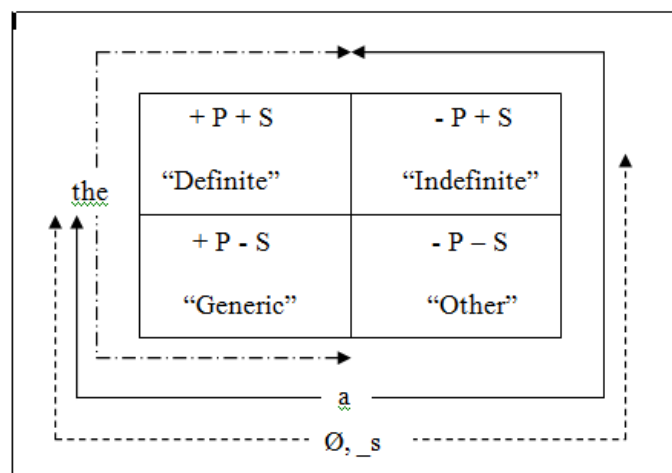 + P + S - P + S
“Definite” “Indefinite”
the
+ P - S - P – S
“Generic” “Other”
a
Ø, _s